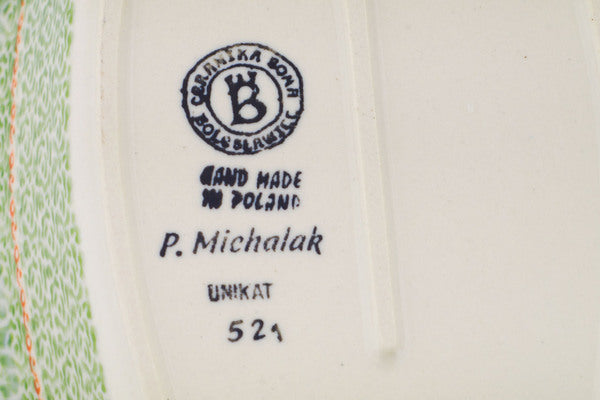 CERAMIKA BONA
B
BOLESŁAWIEC
HAND MADE
IN POLAND
P. Michalak
UNIKAT
521